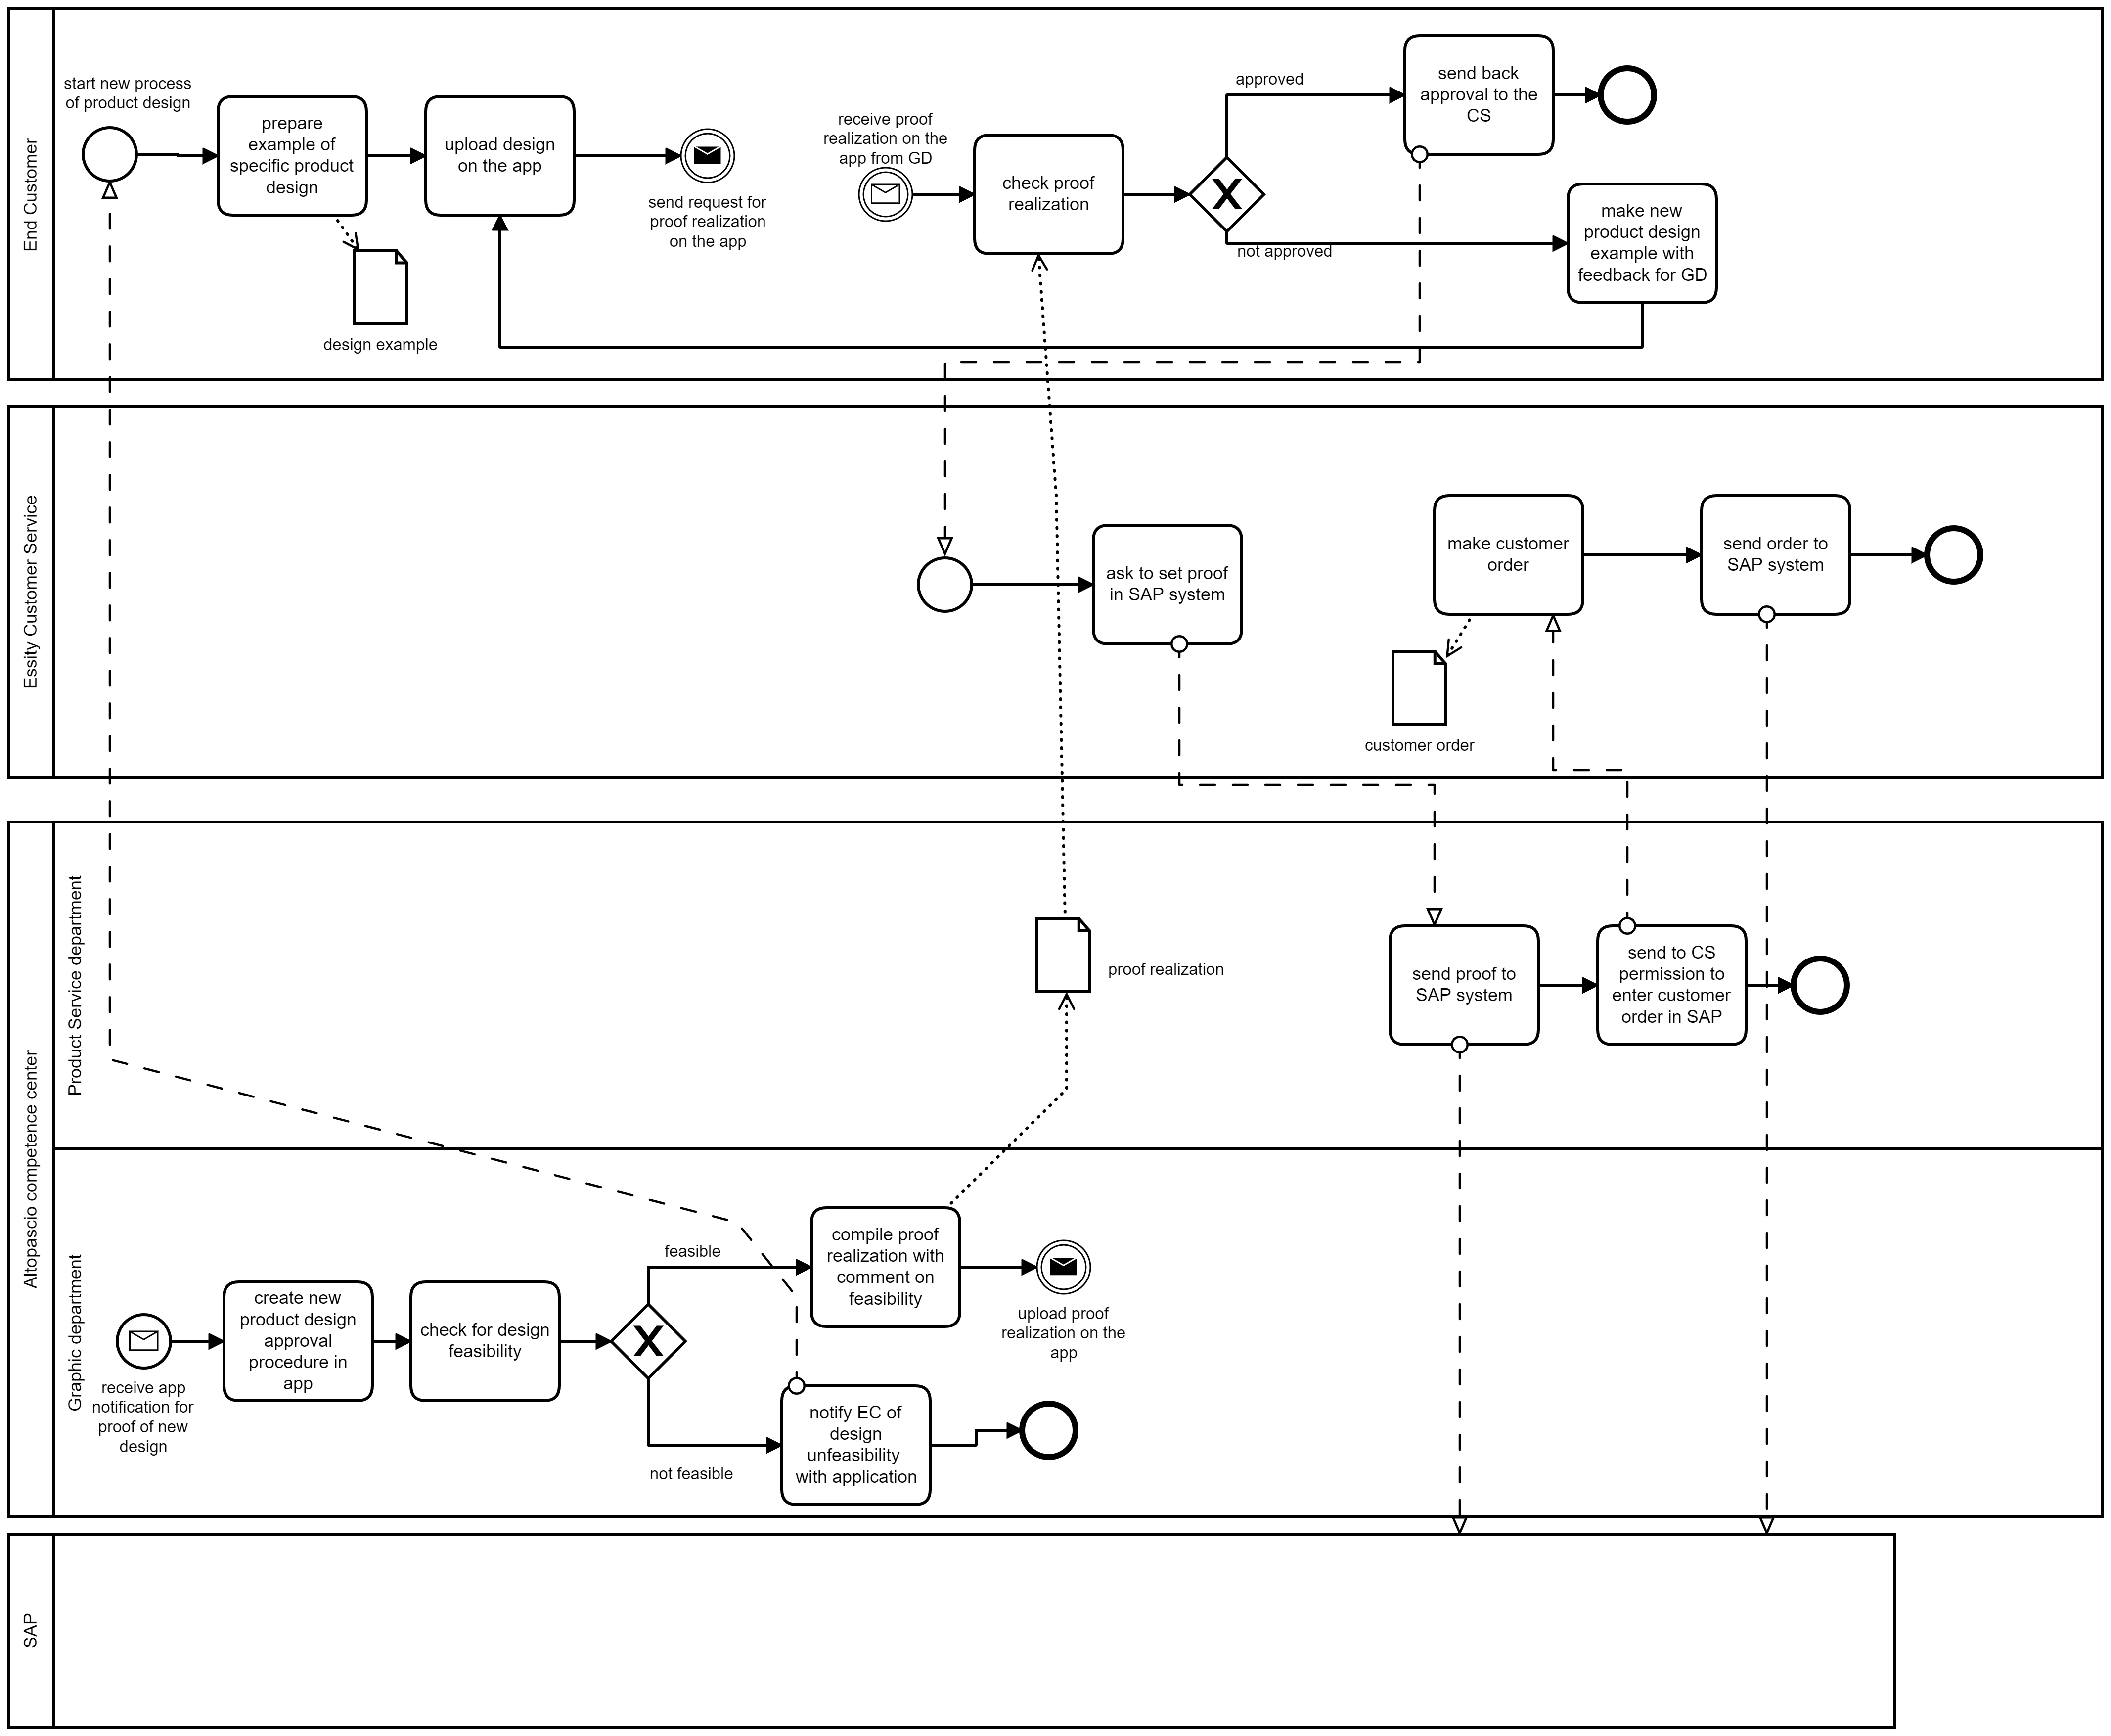 End Customer
start new process
of product design
prepare
example of
specific product
design
design example
upload design
on the app
send request for
proof realization
on the app
receive proof
realization on the
app from GD
check proof
realization
approved
not approved
send back
approval to the
CS
make new
product design
example with
feedback for GD
Essity Customer Service
ask to set proof
in SAP system
make customer
order
customer order
send order to
SAP system
Altopascio competence center
Product Service department
proof realization
send proof to
SAP system
send to CS
permission to
enter customer
order in SAP
Graphic department
receive app
notification for
proof of new
design
create new
product design
approval
procedure in
app
check for design
feasibility
feasible
not feasible
compile proof
realization with
comment on
feasibility
upload proof
realization on the
app
notify EC of
design
unfeasibility
with application
SAP